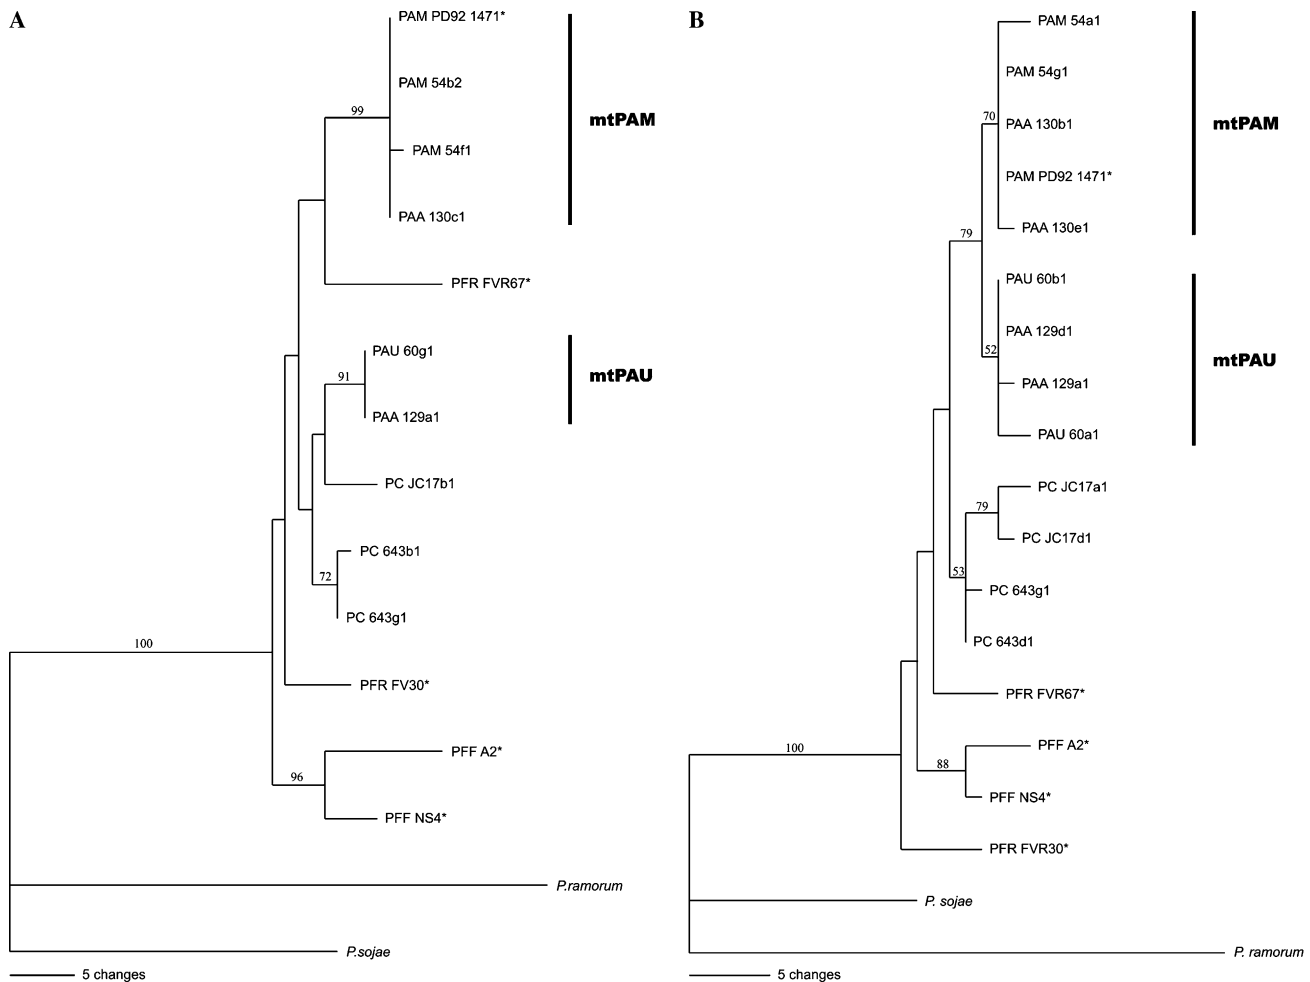 A
PAM PD92 1471*
PAM 54b2
99
mtPAM
PAM 54f1
PAA 130c1
PFR FVR67*
PAU 60g1
91
mtPAU
PAA 129a1
PC JC17b1
PC 643b1
72
PC 643g1
100
PFR FV30*
PFF A2*
96
PFF NS4*
P.ramorum
P.sojae
5 changes
B
PAM 54a1
PAM 54g1
70
PAA 130b1
mtPAM
PAM PD92 1471*
PAA 130e1
79
PAU 60b1
PAA 129d1
52
mtPAU
PAA 129a1
PAU 60a1
PC JC17a1
79
PC JC17d1
53
PC 643g1
PC 643d1
PFR FVR67*
PFF A2*
100
88
PFF NS4*
PFR FVR30*
P. sojae
P. ramorum
5 changes